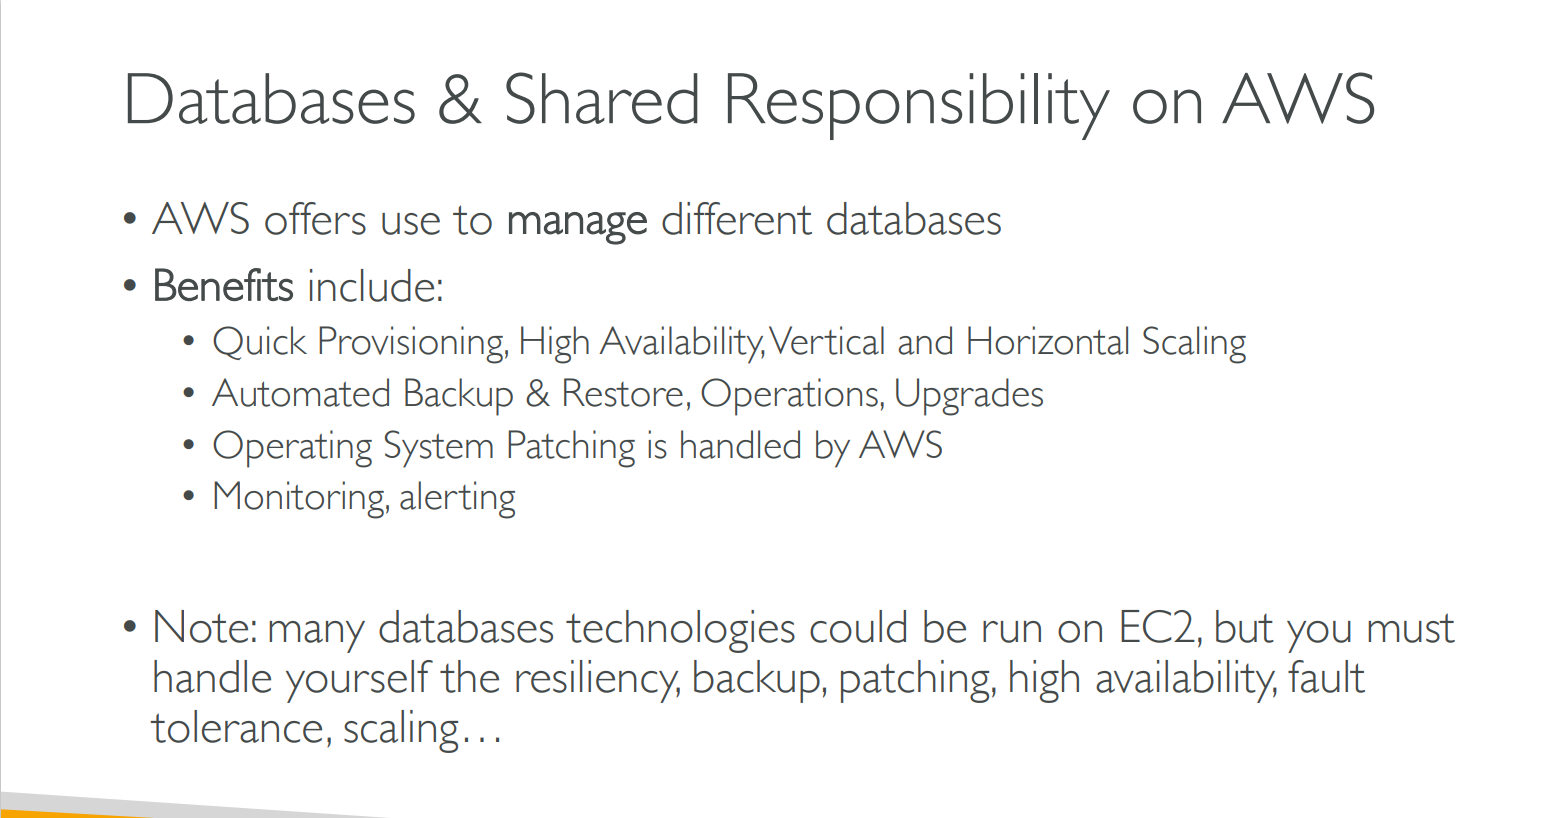 Databases & Shared Responsibility on AWS
• AWS offers use to manage different databases
• Benefits include:
• Quick Provisioning, High Availability, Vertical and Horizontal Scaling
• Automated Backup & Restore, Operations, Upgrades
• Operating System Patching is handled by AWS
• Monitoring, alerting
• Note: many databases technologies could be run on EC2, but you must
handle yourself the resiliency, backup, patching, high availability, fault
tolerance, scaling…